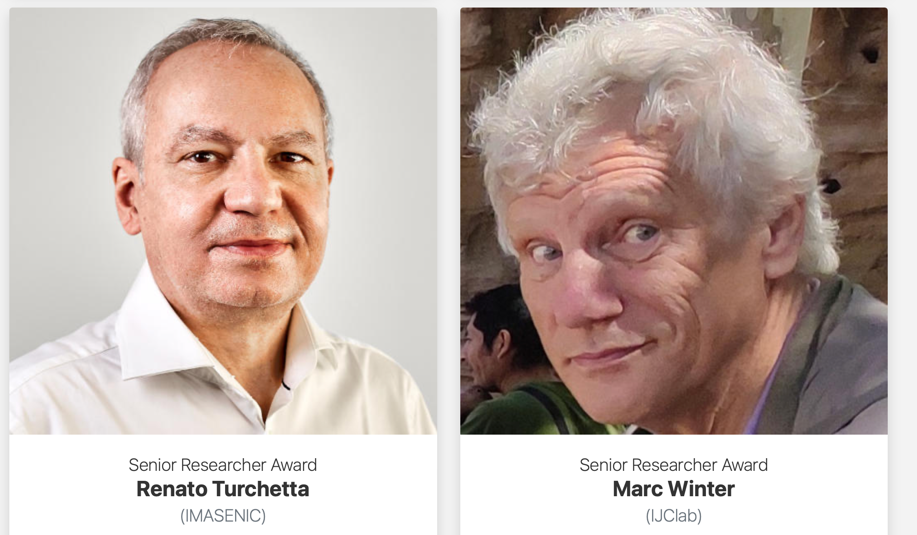 Senior Researcher Award
Renato Turchetta
(IMASENIC)
Senior Researcher Award
Marc Winter
(IJClab)